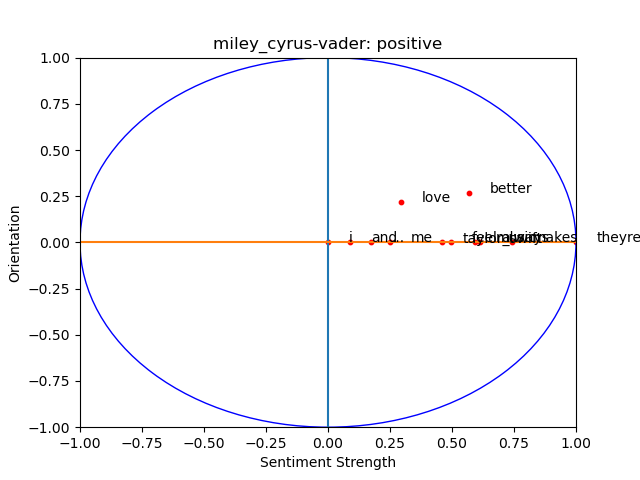 miley_cyrus-vader: positive
1.00
0.75
0.50
0.25
0.00
−0.25
−0.50
−0.75
−1.00
Orientation
better
love
i and.. me makes theyre
−1.00 −0.75 −0.50 −0.25 0.00 0.25 0.50 0.75 1.00
Sentiment Strength